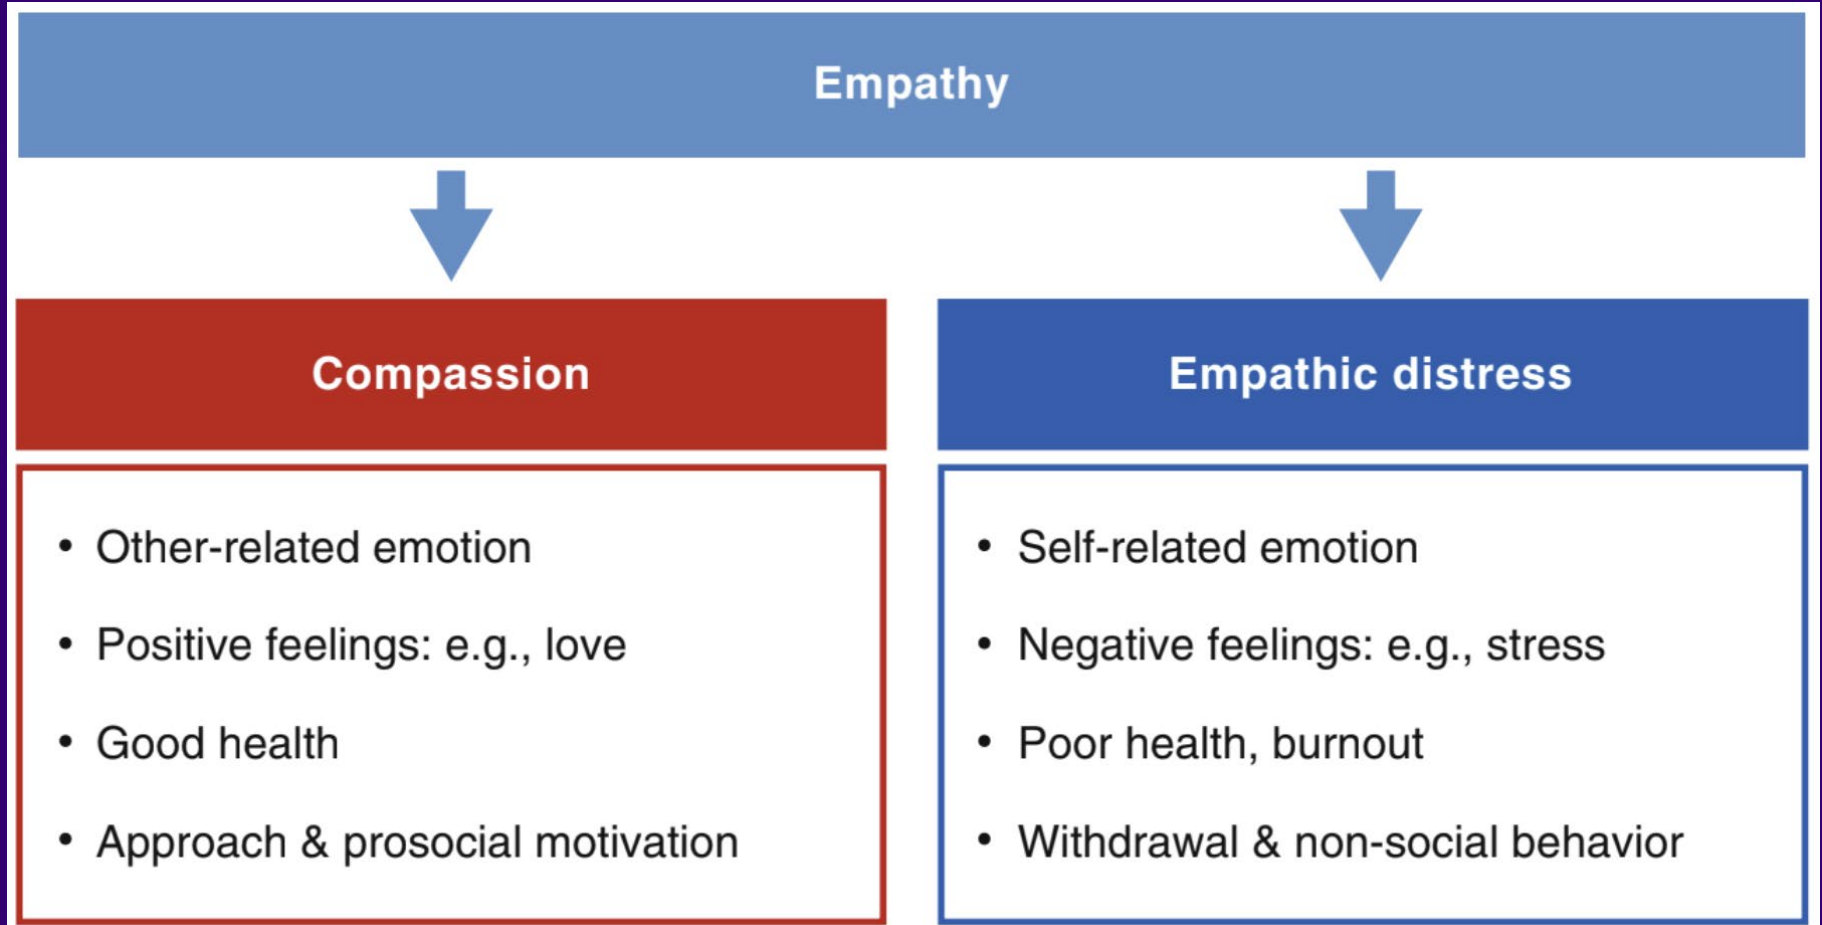 Empathy
Compassion
• Other-related emotion
• Positive feelings: e.g., love
• Good health
• Approach & prosocial motivation
Empathic distress
• Self-related emotion
• Negative feelings: e.g., stress
• Poor health, burnout
• Withdrawal & non-social behavior